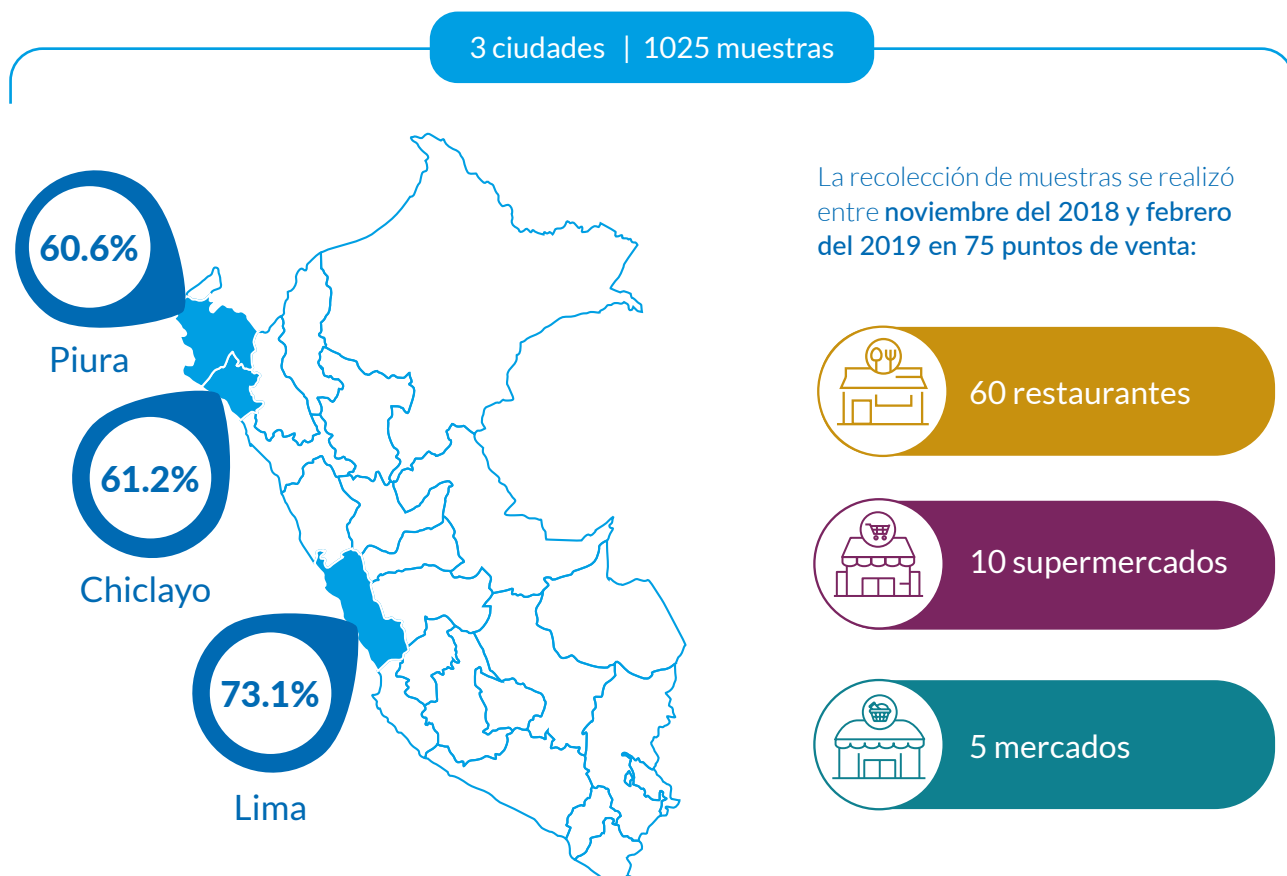 3 ciudades | 1025 muestras
60.6%
Piura
61.2%
Chiclayo
73.1%
Lima
La recolección de muestras se realizó
entre noviembre del 2018 y febrero
del 2019 en 75 puntos de venta:
60 restaurantes
10 supermercados
5 mercados